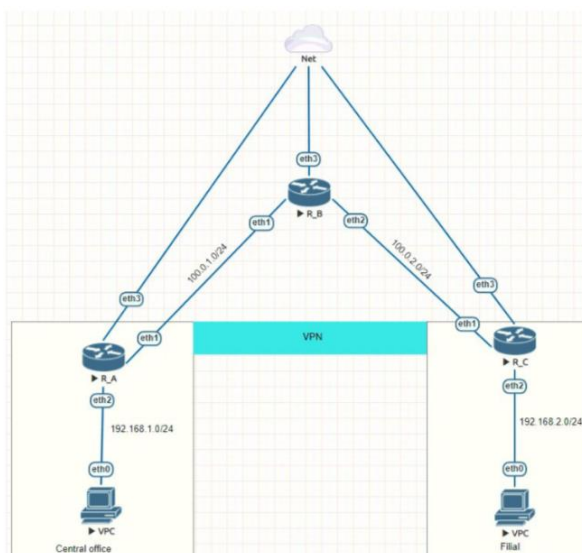 Net
eth3
R_B
eth1
eth2
100.0.1.0/24
100.0.2.0/24
eth3
eth3
eth1
eth1
VPN
R_A
R_C
eth2
eth2
192.168.1.0/24
192.168.2.0/24
eth0
eth0
VPC
VPC
Central office
Filial